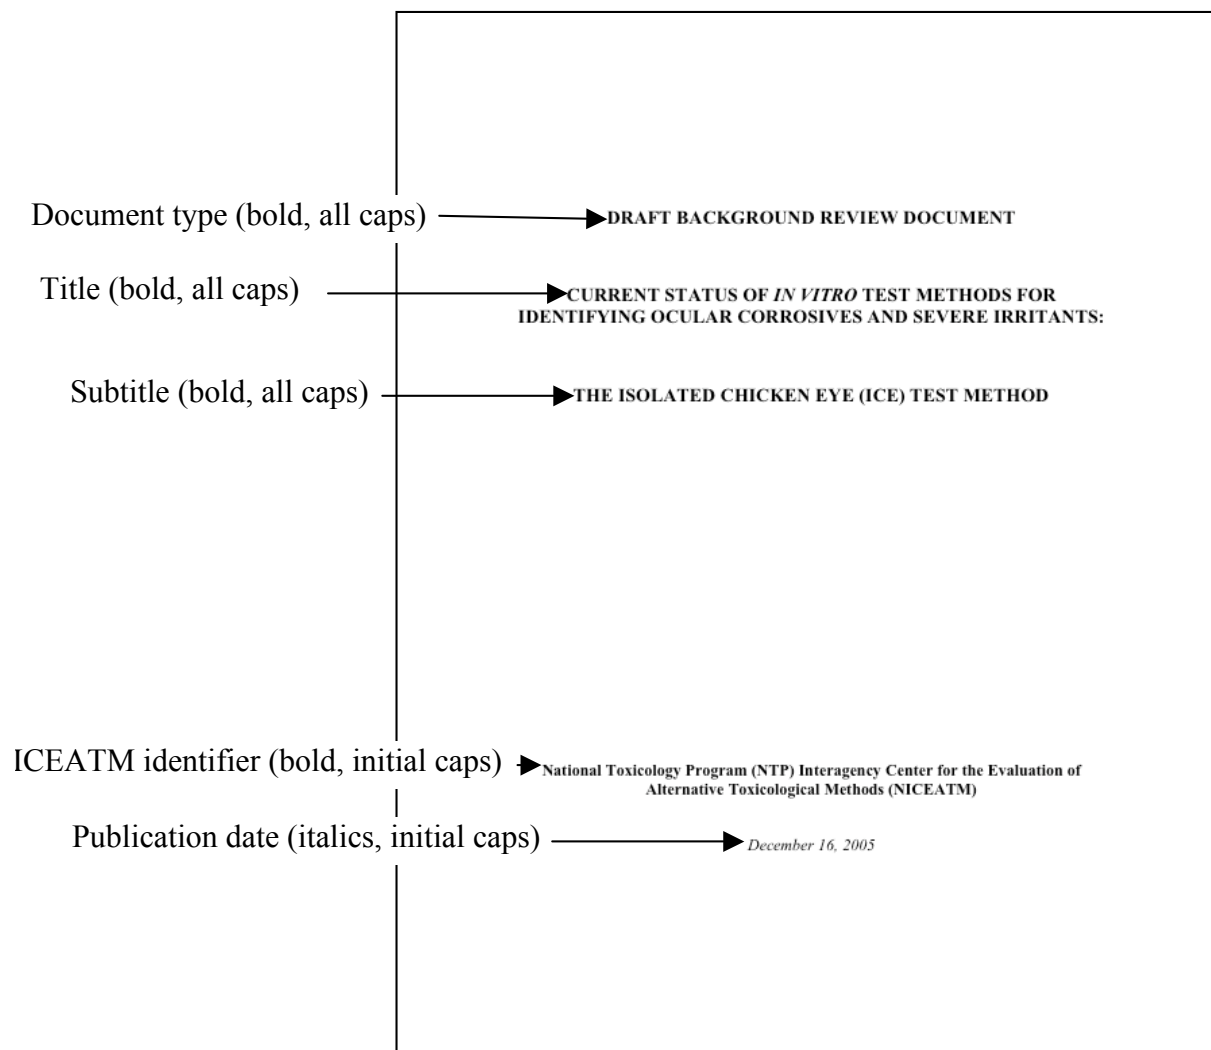 Document type (bold, all caps) DRAFT BACKGROUND REVIEW DOCUMENT
Title (bold, all caps) CURRENT STATUS OF IN VITRO TEST METHODS FOR
IDENTIFYING OCULAR CORROSIVES AND SEVERE IRRITANTS:
Subtitle (bold, all caps) THE ISOLATED CHICKEN EYE (ICE) TEST METHOD
ICEATM identifier (bold, initial caps) National Toxicology Program (NTP) Interagency Center for the Evaluation of
Alternative Toxicological Methods (NICEATM)
Publication date (italics, initial caps) December 16, 2005